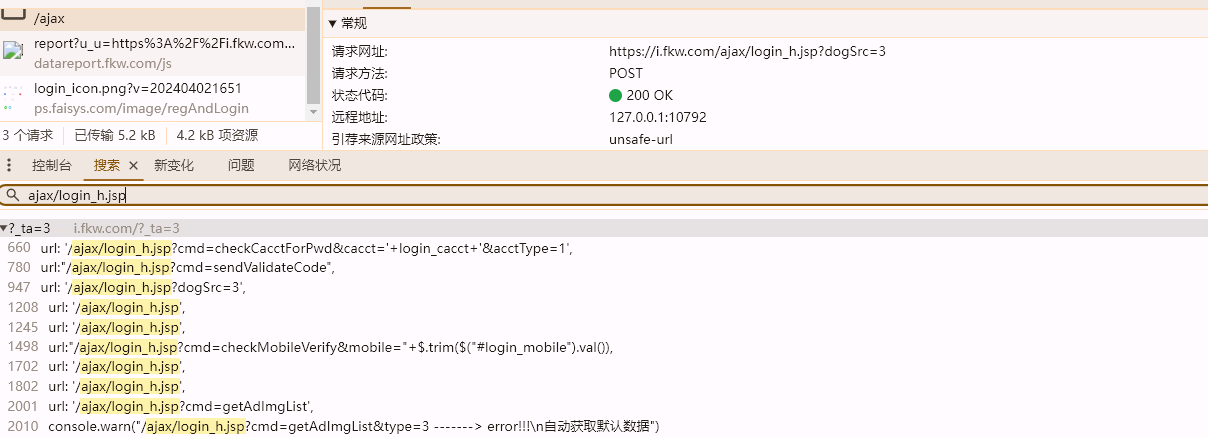 /ajax
report?u_u=https%3A%2F%2Fi.fkw.com...
datareport.fkw.com/js
login_icon.png?v=202404021651
ps.faisys.com/image/regAndLogin
3 个请求 已传输 5.2 kB 4.2 kB 项资源
▼ 常规
请求网址: https://i.fkw.com/ajax/login_h.jsp?dogSrc=3
请求方法: POST
状态代码: 200 OK
远程地址: 127.0.0.1:10792
引荐来源网址政策: unsafe-url
控制台 搜索 × 新变化 问题 网络状况
ajax/login_h.jsp
▼?_ta=3 i.fkw.com/?_ta=3
660 url: '/ajax/login_h.jsp?cmd=checkCacctForPwd&cacct='+login_cacct+'&acctType=1',
780 url:"/ajax/login_h.jsp?cmd=sendValidateCode",
947 url: '/ajax/login_h.jsp?dogSrc=3',
1208 url: '/ajax/login_h.jsp',
1245 url: '/ajax/login_h.jsp',
1498 url:"/ajax/login_h.jsp?cmd=checkMobileVerify&mobile="+$.trim($("#login_mobile").val()),
1702 url: '/ajax/login_h.jsp',
1802 url: '/ajax/login_h.jsp',
2001 url: '/ajax/login_h.jsp?cmd=getAdImgList',
2010 console.warn("/ajax/login_h.jsp?cmd=getAdImgList&type=3 -------> error!!!\n自动获取默认数据")